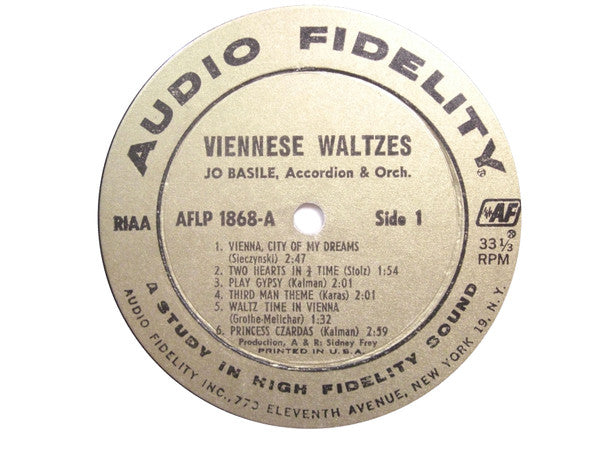 AUDIO FIDELITY®
VIENNESE WALTZES
JO BASILE, Accordion & Orch.
RIAA
AFLP 1868-A
Side 1
AF®
33⅓
RPM
1. VIENNA, CITY OF MY DREAMS
(Sieczynski) 2:47
2. TWO HEARTS IN ¾ TIME (Stolz) 1:54
3. PLAY GYPSY (Kalman) 2:01
4. THIRD MAN THEME (Karas) 2:01
5. WALTZ TIME IN VIENNA
(Grothe-Melichar) 1:32
6. PRINCESS CZARDAS (Kalman) 2:59
Production, A & R: Sidney Frey
PRINTED IN U.S.A.
A STUDY IN HIGH FIDELITY SOUND
AUDIO FIDELITY INC., 770 ELEVENTH AVENUE, NEW YORK 19, N.Y.